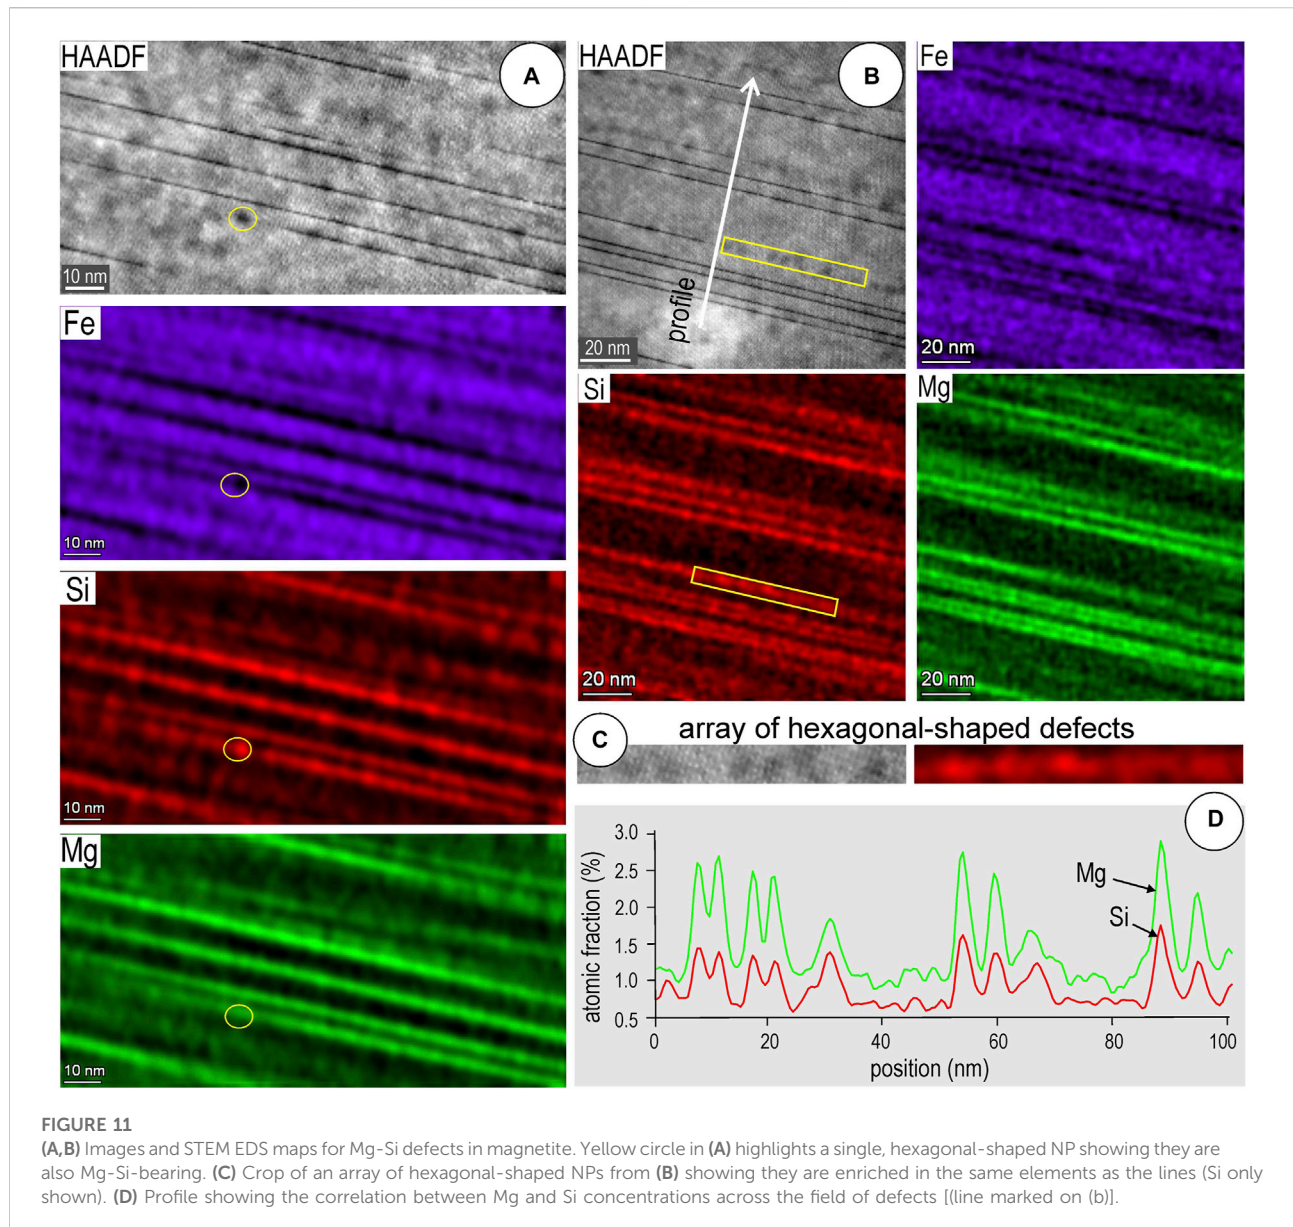 HAADF
A
10 nm
Fe
10 nm
Si
10 nm
Mg
10 nm
HAADF
B
profile
20 nm
Fe
20 nm
Si
20 nm
Mg
20 nm
C
array of hexagonal-shaped defects
D
atomic fraction (%)
3.0
2.5
2.0
1.5
1.0
0.5
Mg
Si
0
20
40
60
80
100
position (nm)
FIGURE 11
(A,B) Images and STEM EDS maps for Mg-Si defects in magnetite. Yellow circle in (A) highlights a single, hexagonal-shaped NP showing they are
also Mg-Si-bearing. (C) Crop of an array of hexagonal-shaped NPs from (B) showing they are enriched in the same elements as the lines (Si only
shown). (D) Profile showing the correlation between Mg and Si concentrations across the field of defects [(line marked on (b)].